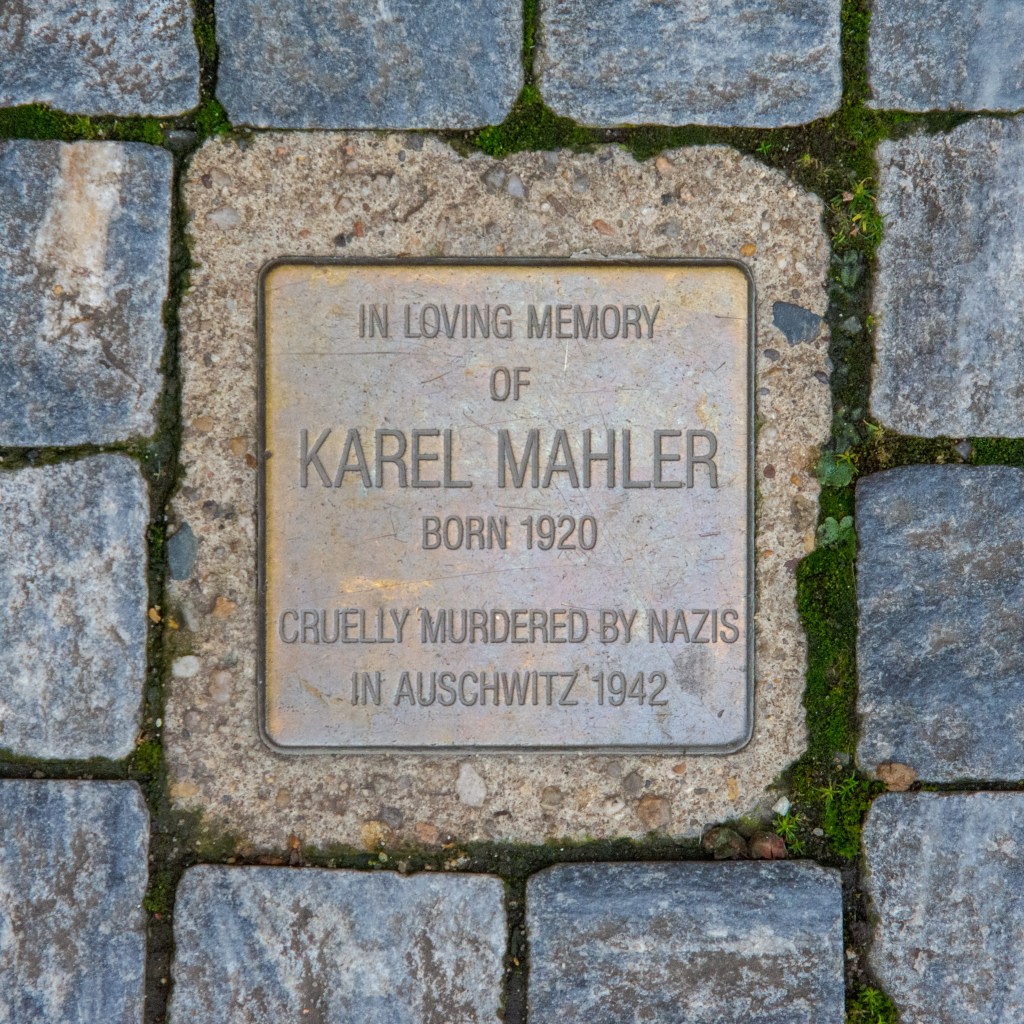 IN LOVING MEMORY
OF
KAREL MAHLER
BORN 1920
CRUELLY MURDERED BY NAZIS
IN AUSCHWITZ 1942